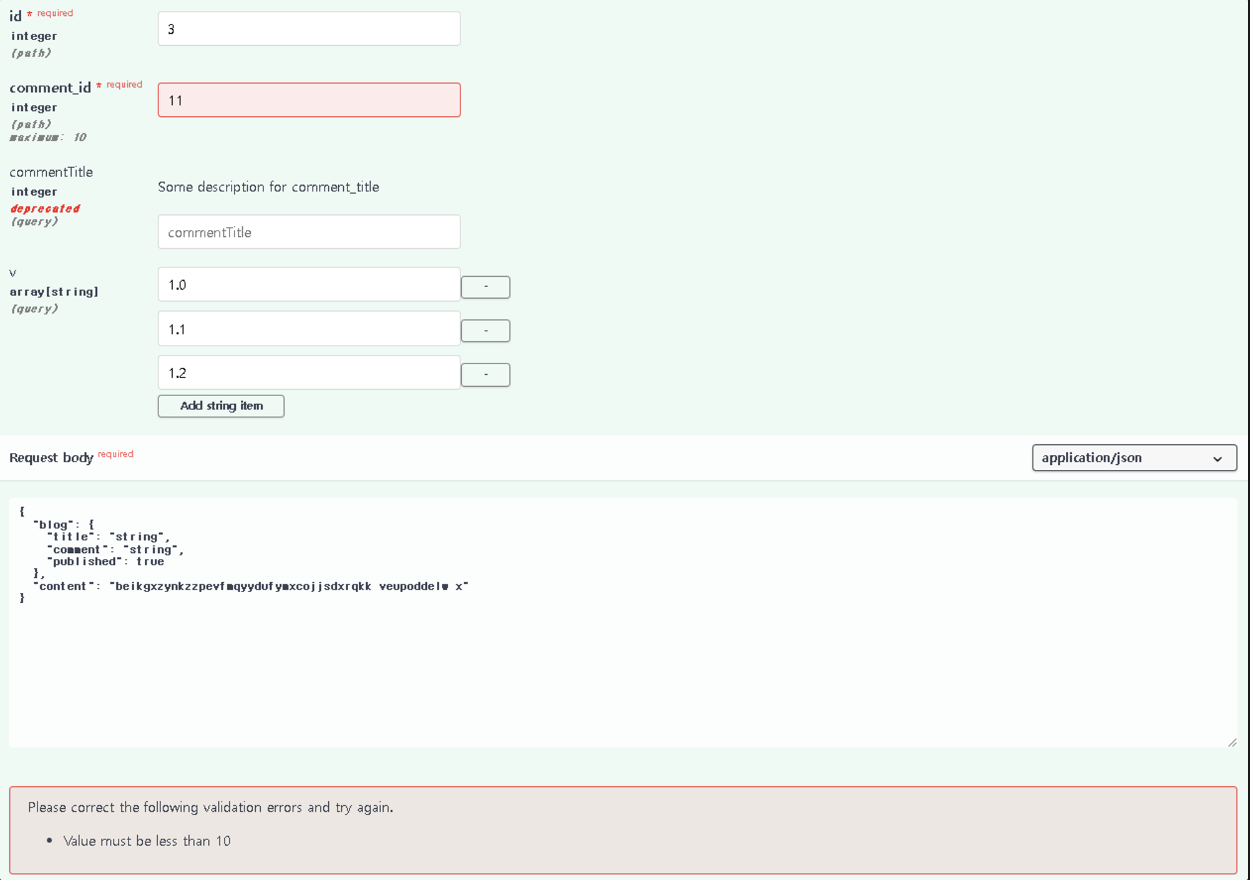 id * required
integer
(path)
3
comment_id * required
integer
(path)
maximum: 10
11
commentTitle
integer
deprecated
(query)
Some description for comment_title
commentTitle
v
array[string]
(query)
1.0
-
1.1
-
1.2
-
Add string item
Request body required
application/json
{
  "blog": {
    "title": "string",
    "comment": "string",
    "published": true
  },
  "content": "beikgxzynkzzpevfmqyydufymxcojjsdxrqkk veupoddelw x"
}
Please correct the following validation errors and try again.
• Value must be less than 10